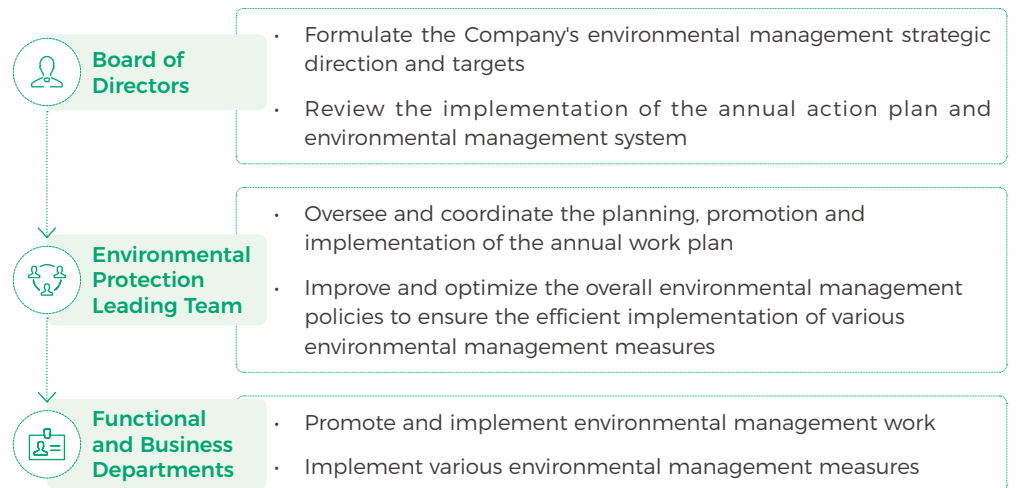 Board of
Directors
• Formulate the Company's environmental management strategic
direction and targets
• Review the implementation of the annual action plan and
environmental management system
Environmental
Protection
Leading Team
• Oversee and coordinate the planning, promotion and
implementation of the annual work plan
• Improve and optimize the overall environmental management
policies to ensure the efficient implementation of various
environmental management measures
Functional
and Business
Departments
• Promote and implement environmental management work
• Implement various environmental management measures